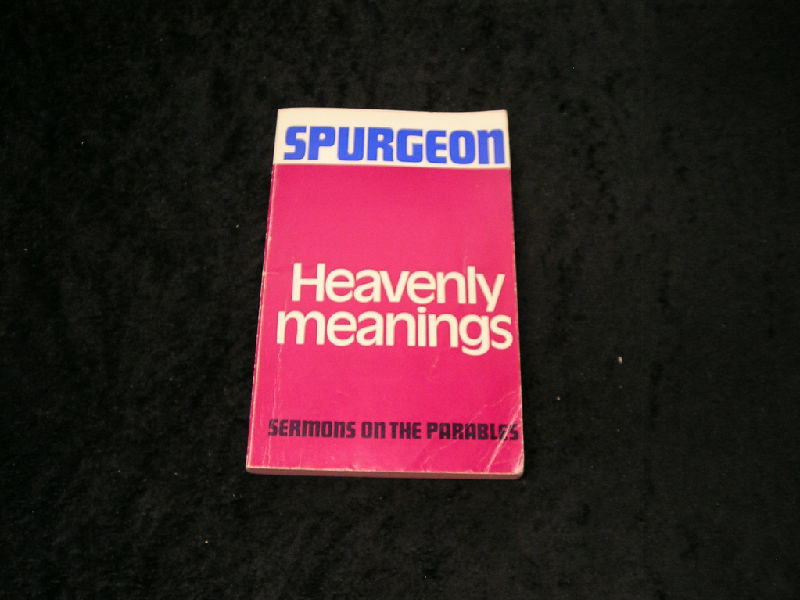 SPURGEON
Heavenly
meanings
SERMONS ON THE PARABLES